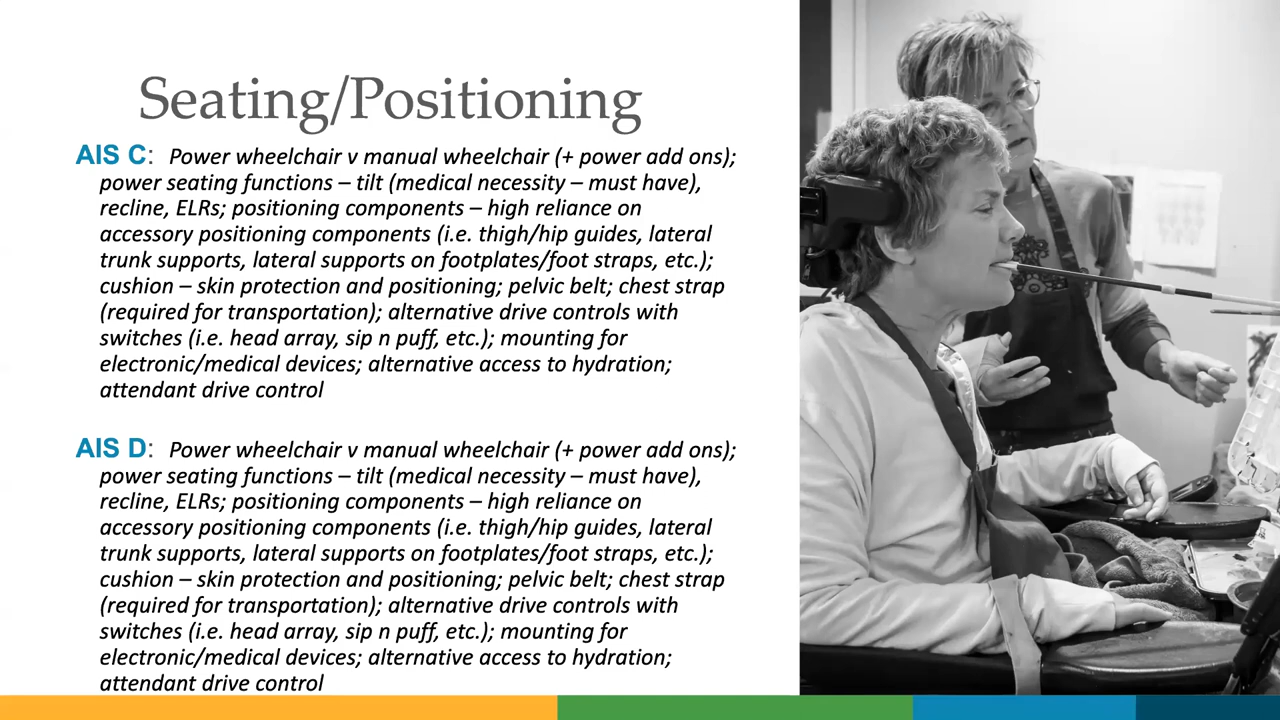 Seating/Positioning
AIS C:  Power wheelchair v manual wheelchair (+ power add ons);
power seating functions – tilt (medical necessity – must have),
recline, ELRs; positioning components – high reliance on
accessory positioning components (i.e. thigh/hip guides, lateral
trunk supports, lateral supports on footplates/foot straps, etc.);
cushion – skin protection and positioning; pelvic belt; chest strap
(required for transportation); alternative drive controls with
switches (i.e. head array, sip n puff, etc.); mounting for
electronic/medical devices; alternative access to hydration;
attendant drive control
AIS D:  Power wheelchair v manual wheelchair (+ power add ons);
power seating functions – tilt (medical necessity – must have),
recline, ELRs; positioning components – high reliance on
accessory positioning components (i.e. thigh/hip guides, lateral
trunk supports, lateral supports on footplates/foot straps, etc.);
cushion – skin protection and positioning; pelvic belt; chest strap
(required for transportation); alternative drive controls with
switches (i.e. head array, sip n puff, etc.); mounting for
electronic/medical devices; alternative access to hydration;
attendant drive control